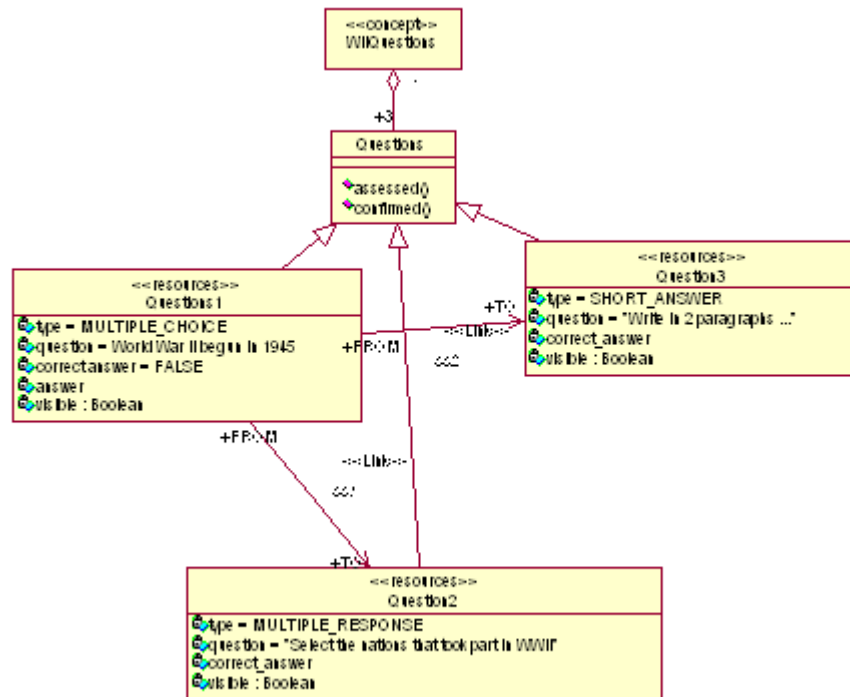 <<concept>>
WIIQuestions
+3
Questions
assessed()
confirmed()
<<resources>>
Questions1
type = MULTIPLE_CHOICE
question = World War II begun in 1945
correct answer = FALSE
answer
visible : Boolean
<<resources>>
Question3
type = SHORT_ANSWER
question = "Write in 2 paragraphs ..."
correct_answer
visible : Boolean
+TO
<<Link>>
+FROM
+FROM
<<Link>>
+TO
<<resources>>
Question2
type = MULTIPLE_RESPONSE
question = "Select the nations that took part in WWII"
correct_answer
visible : Boolean